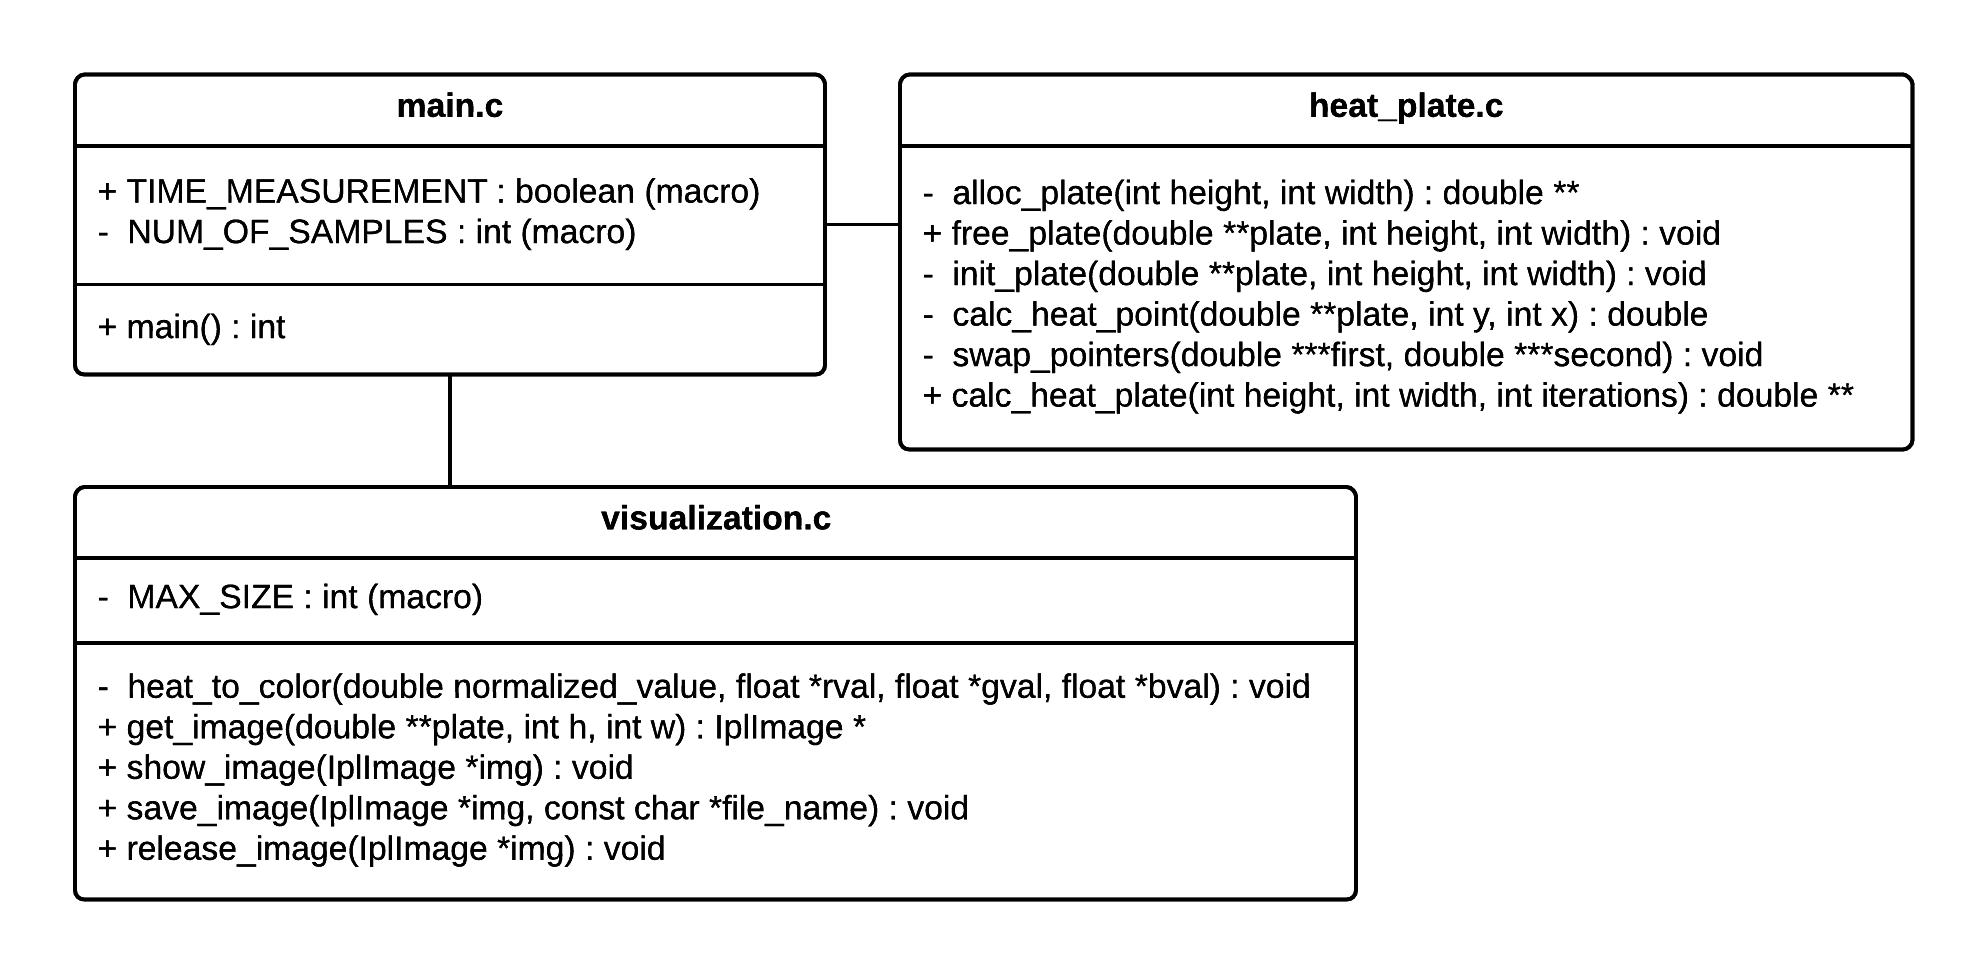 main.c
+ TIME_MEASUREMENT : boolean (macro)
- NUM_OF_SAMPLES : int (macro)
+ main() : int
heat_plate.c
- alloc_plate(int height, int width) : double **
+ free_plate(double **plate, int height, int width) : void
- init_plate(double **plate, int height, int width) : void
- calc_heat_point(double **plate, int y, int x) : double
- swap_pointers(double ***first, double ***second) : void
+ calc_heat_plate(int height, int width, int iterations) : double **
visualization.c
- MAX_SIZE : int (macro)
- heat_to_color(double normalized_value, float *rval, float *gval, float *bval) : void
+ get_image(double **plate, int h, int w) : IplImage *
+ show_image(IplImage *img) : void
+ save_image(IplImage *img, const char *file_name) : void
+ release_image(IplImage *img) : void